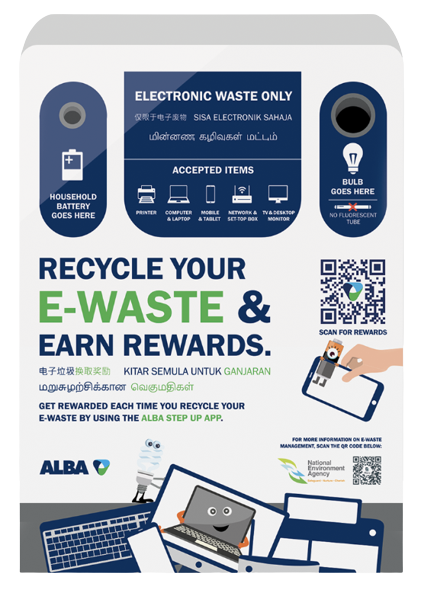 ELECTRONIC WASTE ONLY
仅限于电子废物 SISA ELECTRONIK SAHAJA
மின்னண கழிவுகள் மட்டம்
ACCEPTED ITEMS
PRINTER
COMPUTER
& LAPTOP
MOBILE
& TABLET
NETWORK &
SET-TOP BOX
TV & DESKTOP
MONITOR
HOUSEHOLD
BATTERY
GOES HERE
BULB
GOES HERE
NO FLUORESCENT
TUBE
RECYCLE YOUR
E-WASTE &
EARN REWARDS.
电子垃圾换取奖励 KITAR SEMULA UNTUK GANJARAN
மறுசுழற்சிக்கான வெகுமதிகள்
GET REWARDED EACH TIME YOU RECYCLE YOUR
E-WASTE BY USING THE ALBA STEP UP APP.
SCAN FOR REWARDS
FOR MORE INFORMATION ON E-WASTE
MANAGEMENT, SCAN THE QR CODE BELOW.
ALBA
National
Environment
Agency